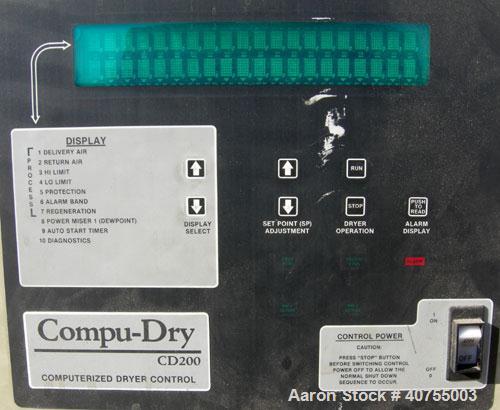 DISPLAY
PROCESS
1 DELIVERY AIR
2 RETURN AIR
3 HI LIMIT
4 LO LIMIT
5 PROTECTION
6 ALARM BAND
7 REGENERATION
8 POWER MISER 1 (DEWPOINT)
9 AUTO START TIMER
10 DIAGNOSTICS
DISPLAY
SELECT
SET POINT (SP)
ADJUSTMENT
RUN
STOP
DRYER
OPERATION
PUSH
TO
READ
ALARM
DISPLAY
ALARM
Compu-Dry
CD200
COMPUTERIZED DRYER CONTROL
CONTROL POWER
CAUTION:
PRESS "STOP" BUTTON
BEFORE SWITCHING CONTROL
POWER OFF TO ALLOW THE
NORMAL SHUT DOWN
SEQUENCE TO OCCUR.
1
ON
OFF
0
OFF
Aaron Stock # 40755003